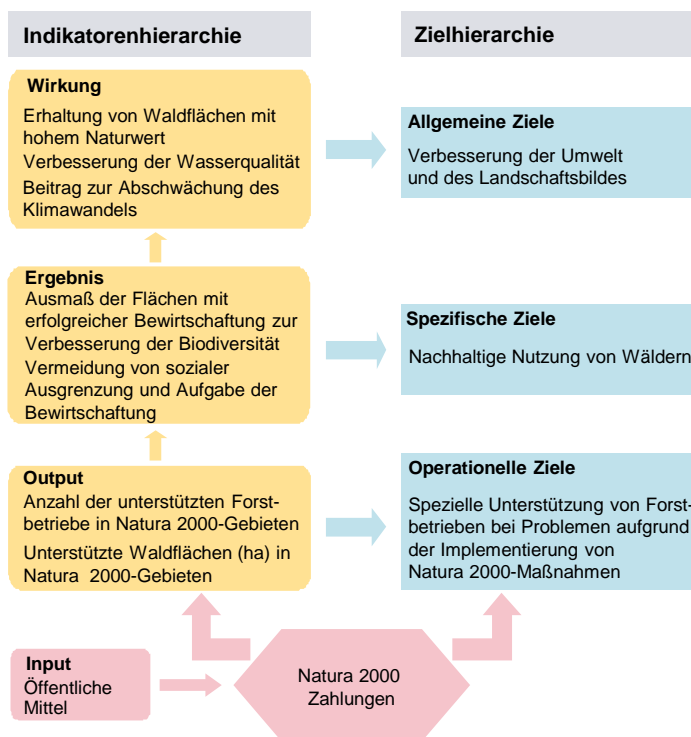 Indikatorenhierarchie
Zielhierarchie
Wirkung
Erhaltung von Waldflächen mit
hohem Naturwert
Verbesserung der Wasserqualität
Beitrag zur Abschwächung des
Klimawandels
Allgemeine Ziele
Verbesserung der Umwelt
und des Landschaftsbildes
Ergebnis
Ausmaß der Flächen mit
erfolgreicher Bewirtschaftung zur
Verbesserung der Biodiversität
Vermeidung von sozialer
Ausgrenzung und Aufgabe der
Bewirtschaftung
Spezifische Ziele
Nachhaltige Nutzung von Wäldern
Output
Anzahl der unterstützten Forst-
betriebe in Natura 2000-Gebieten
Unterstützte Waldflächen (ha) in
Natura 2000-Gebieten
Operationelle Ziele
Spezielle Unterstützung von Forst-
betrieben bei Problemen aufgrund
der Implementierung von
Natura 2000-Maßnahmen
Input
Öffentliche
Mittel
Natura 2000
Zahlungen